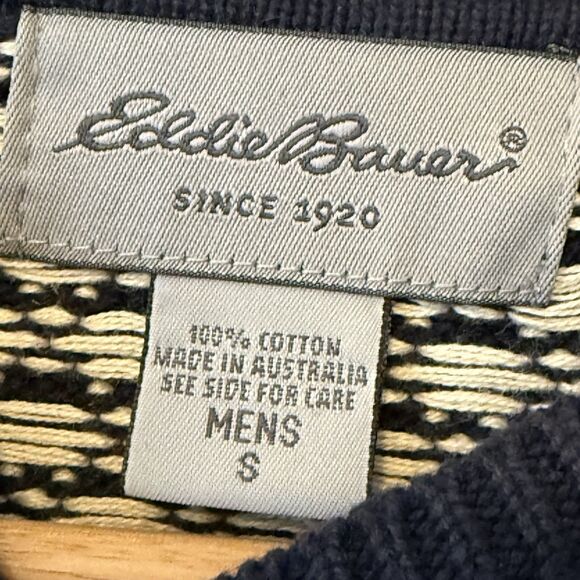 Eddie Bauer®
SINCE 1920
100% COTTON
MADE IN AUSTRALIA
SEE SIDE FOR CARE
MENS
S